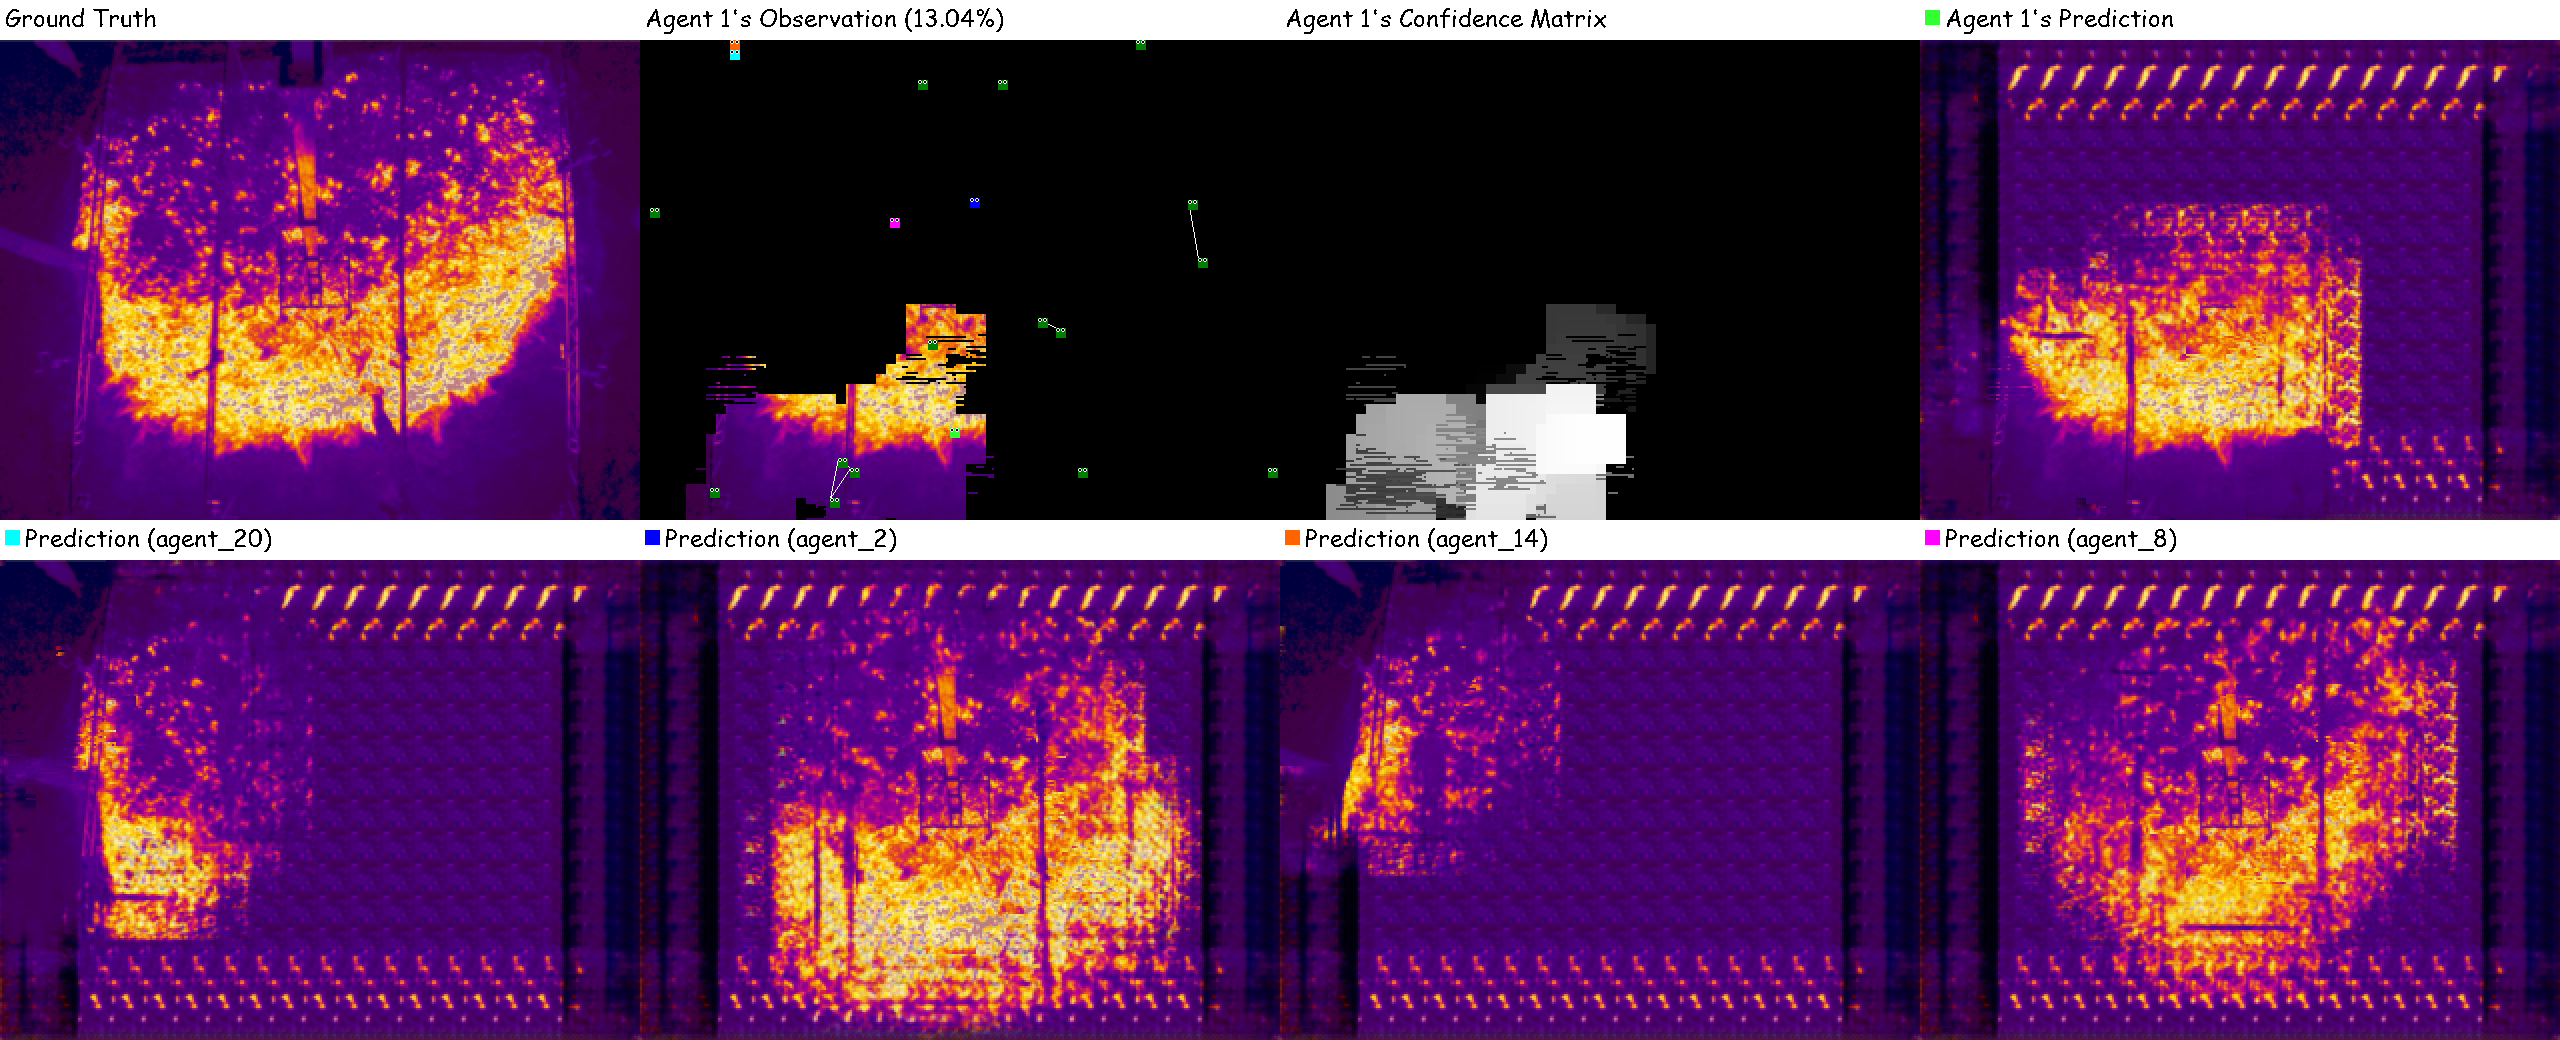 Ground Truth
Agent 1's Observation (13.04%)
Agent 1's Confidence Matrix
Agent 1's Prediction
Prediction (agent_20)
Prediction (agent_2)
Prediction (agent_14)
Prediction (agent_8)